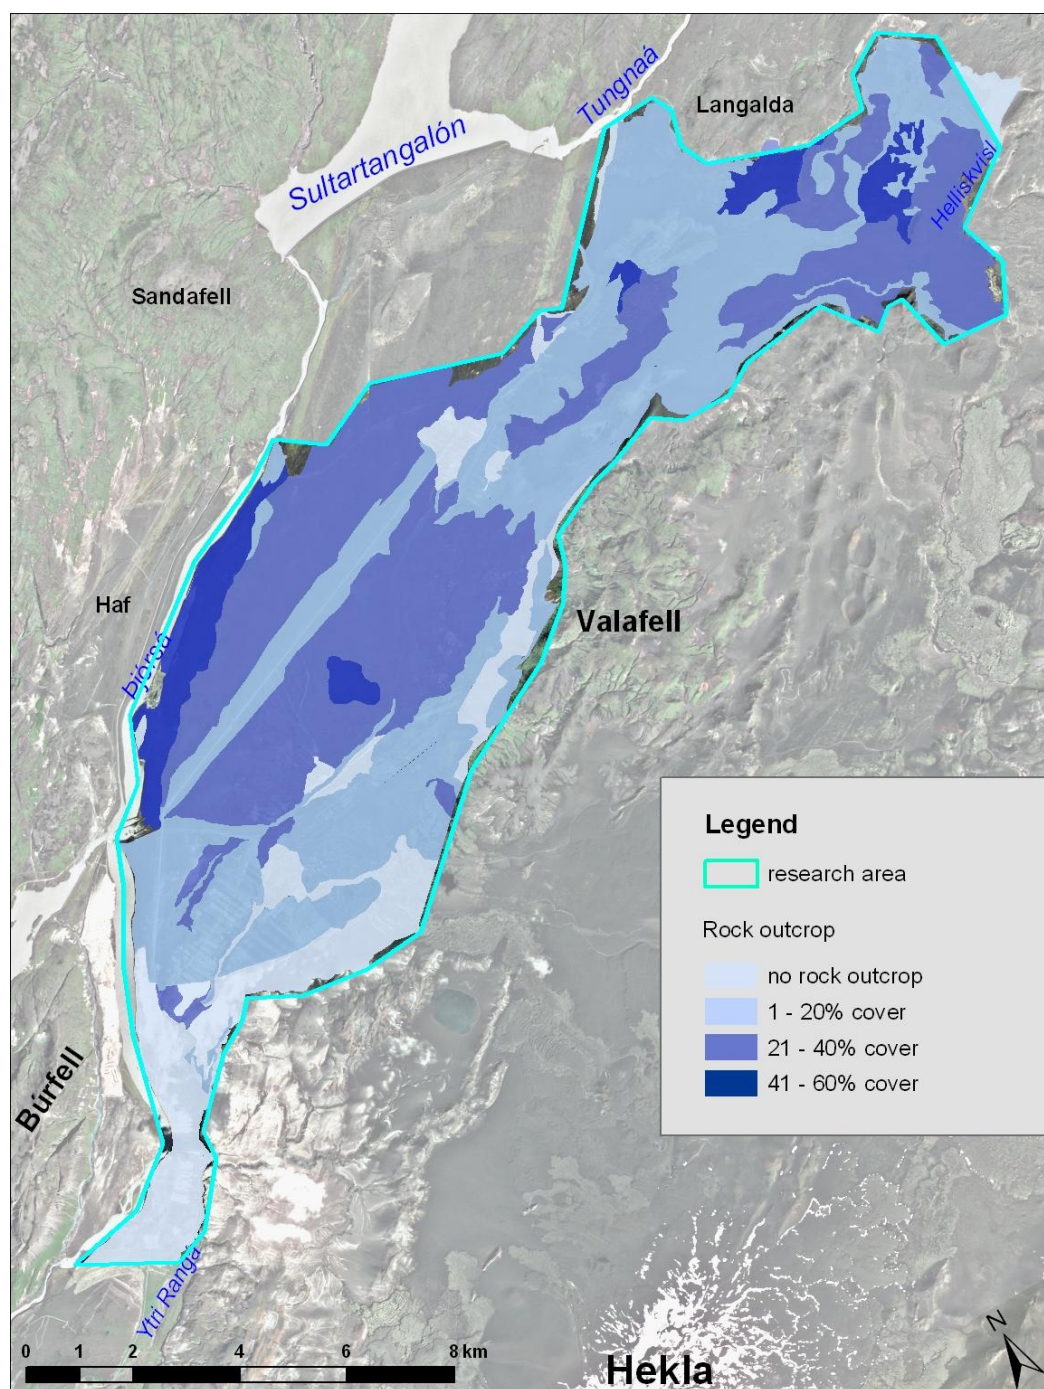 Tungnaá
Langalda
Sultartangalón
Helliskvísl
Sandafell
Haf
Valafell
Þjórsá
Legend
research area
Rock outcrop
no rock outcrop
1 - 20% cover
21 - 40% cover
41 - 60% cover
Búrfell
Ytri Rangá
N
0 1 2 4 6 8 km
Hekla